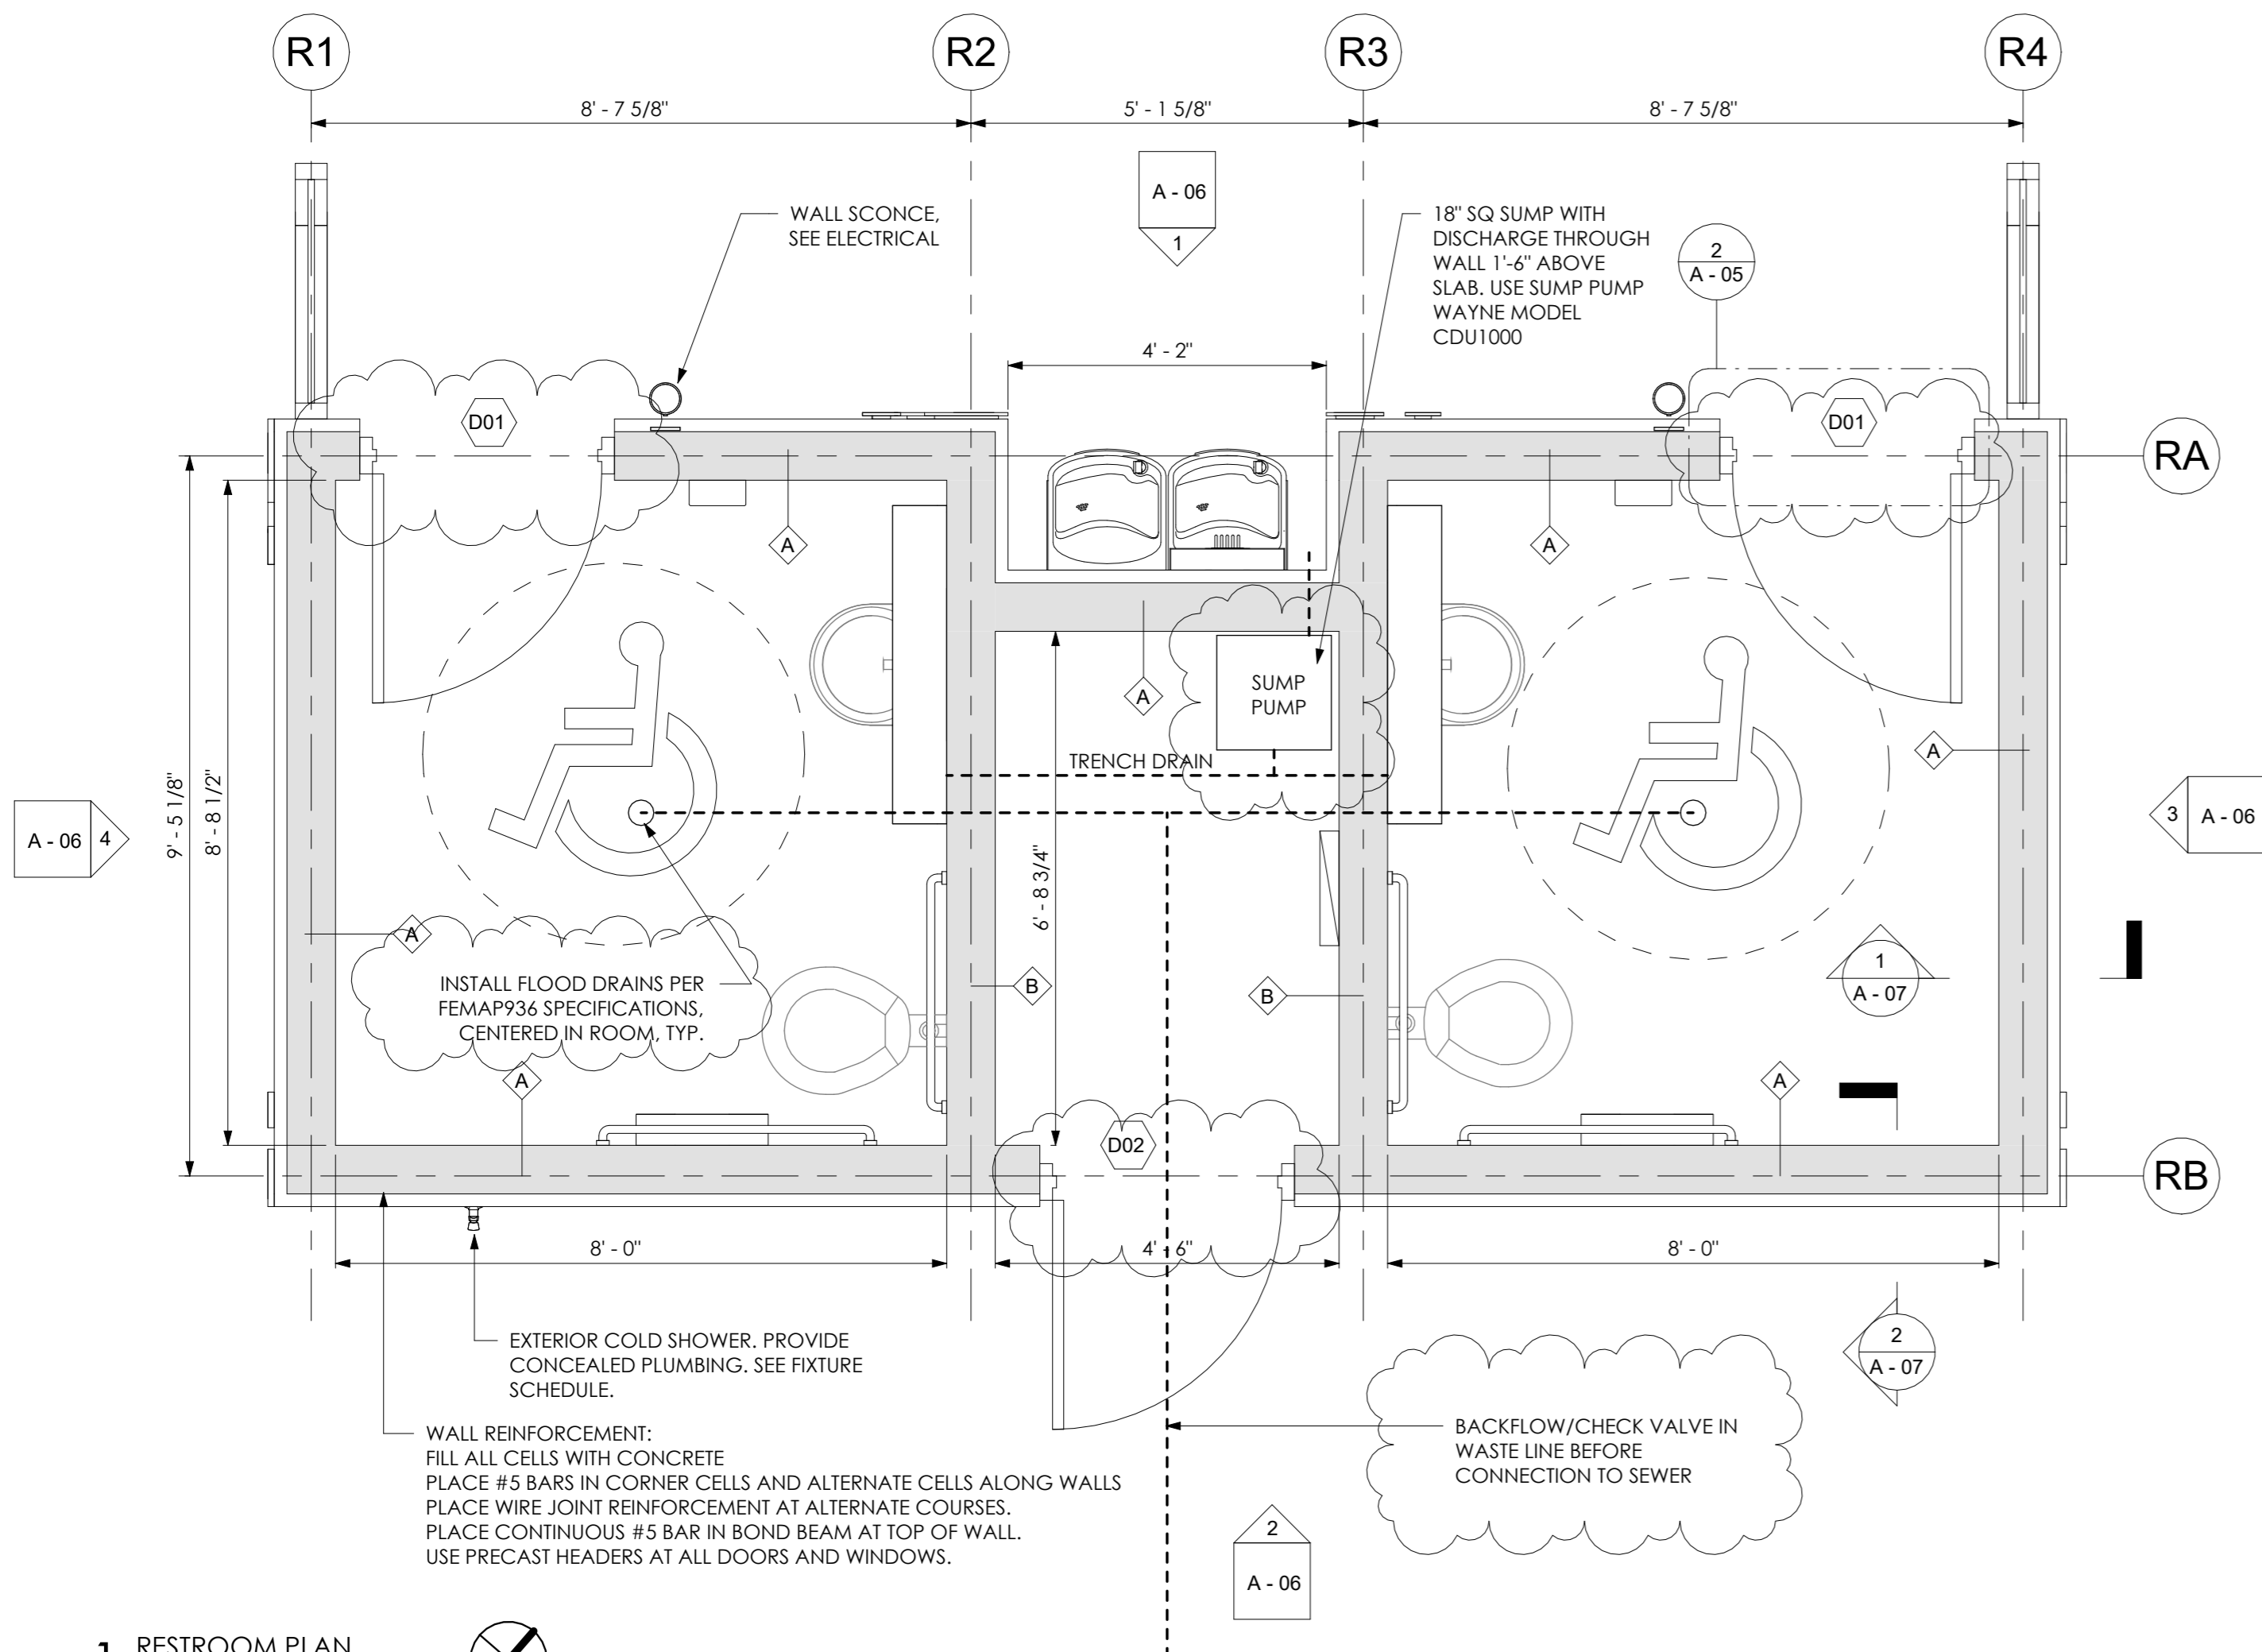 R1
R2
R3
R4
8' - 7 5/8"
5' - 1 5/8"
8' - 7 5/8"
A - 06
1
WALL SCONCE,
SEE ELECTRICAL
18" SQ SUMP WITH
DISCHARGE THROUGH
WALL 1'-6" ABOVE
SLAB. USE SUMP PUMP
WAYNE MODEL
CDU1000
2
A - 05
4' - 2"
D01
D01
RA
A
A
SUMP
PUMP
A
TRENCH DRAIN
A
9' - 5 1/8"
8' - 8 1/2"
A - 06
4
3
A - 06
6' - 8 3/4"
A
INSTALL FLOOD DRAINS PER
FEMAP936 SPECIFICATIONS,
CENTERED IN ROOM, TYP.
B
B
1
A - 07
A
A
D02
RB
8' - 0"
4' - 6"
8' - 0"
EXTERIOR COLD SHOWER. PROVIDE
CONCEALED PLUMBING. SEE FIXTURE
SCHEDULE.
2
A - 07
WALL REINFORCEMENT:
FILL ALL CELLS WITH CONCRETE
PLACE #5 BARS IN CORNER CELLS AND ALTERNATE CELLS ALONG WALLS
PLACE WIRE JOINT REINFORCEMENT AT ALTERNATE COURSES.
PLACE CONTINUOUS #5 BAR IN BOND BEAM AT TOP OF WALL.
USE PRECAST HEADERS AT ALL DOORS AND WINDOWS.
BACKFLOW/CHECK VALVE IN
WASTE LINE BEFORE
CONNECTION TO SEWER
2
A - 06
1 RESTROOM PLAN